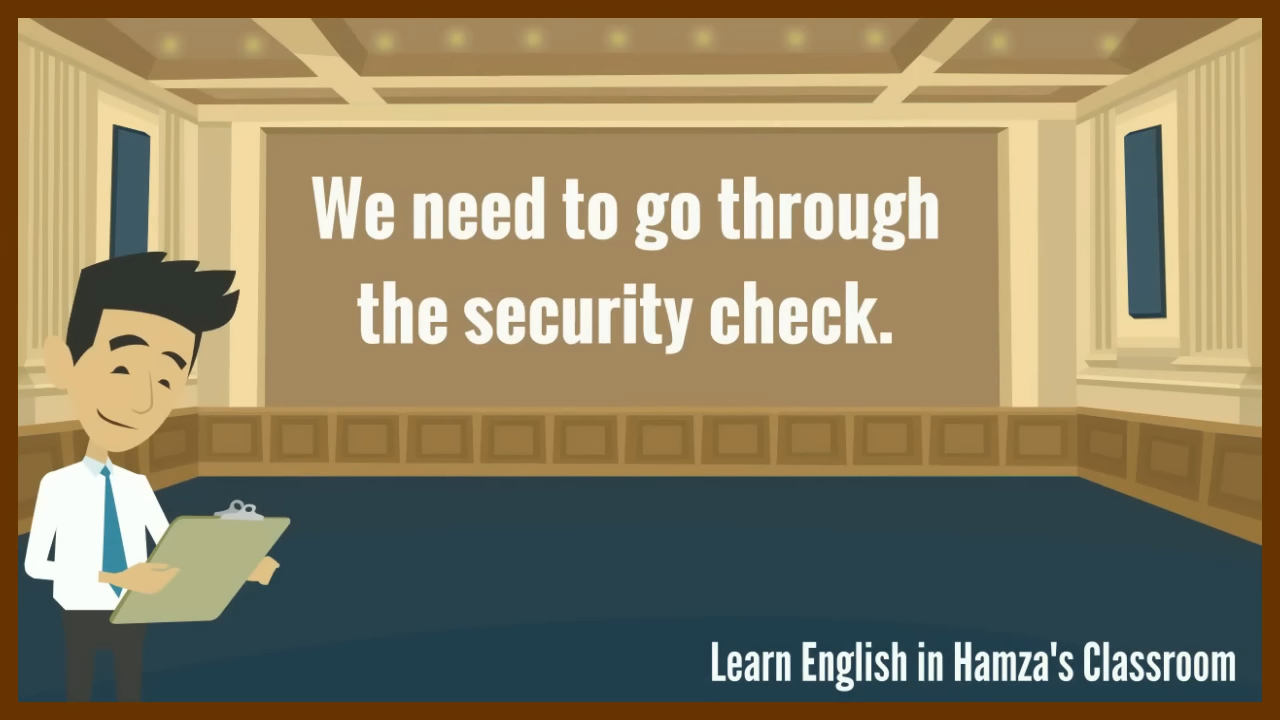 We need to go through
the security check.
Learn English in Hamza's Classroom